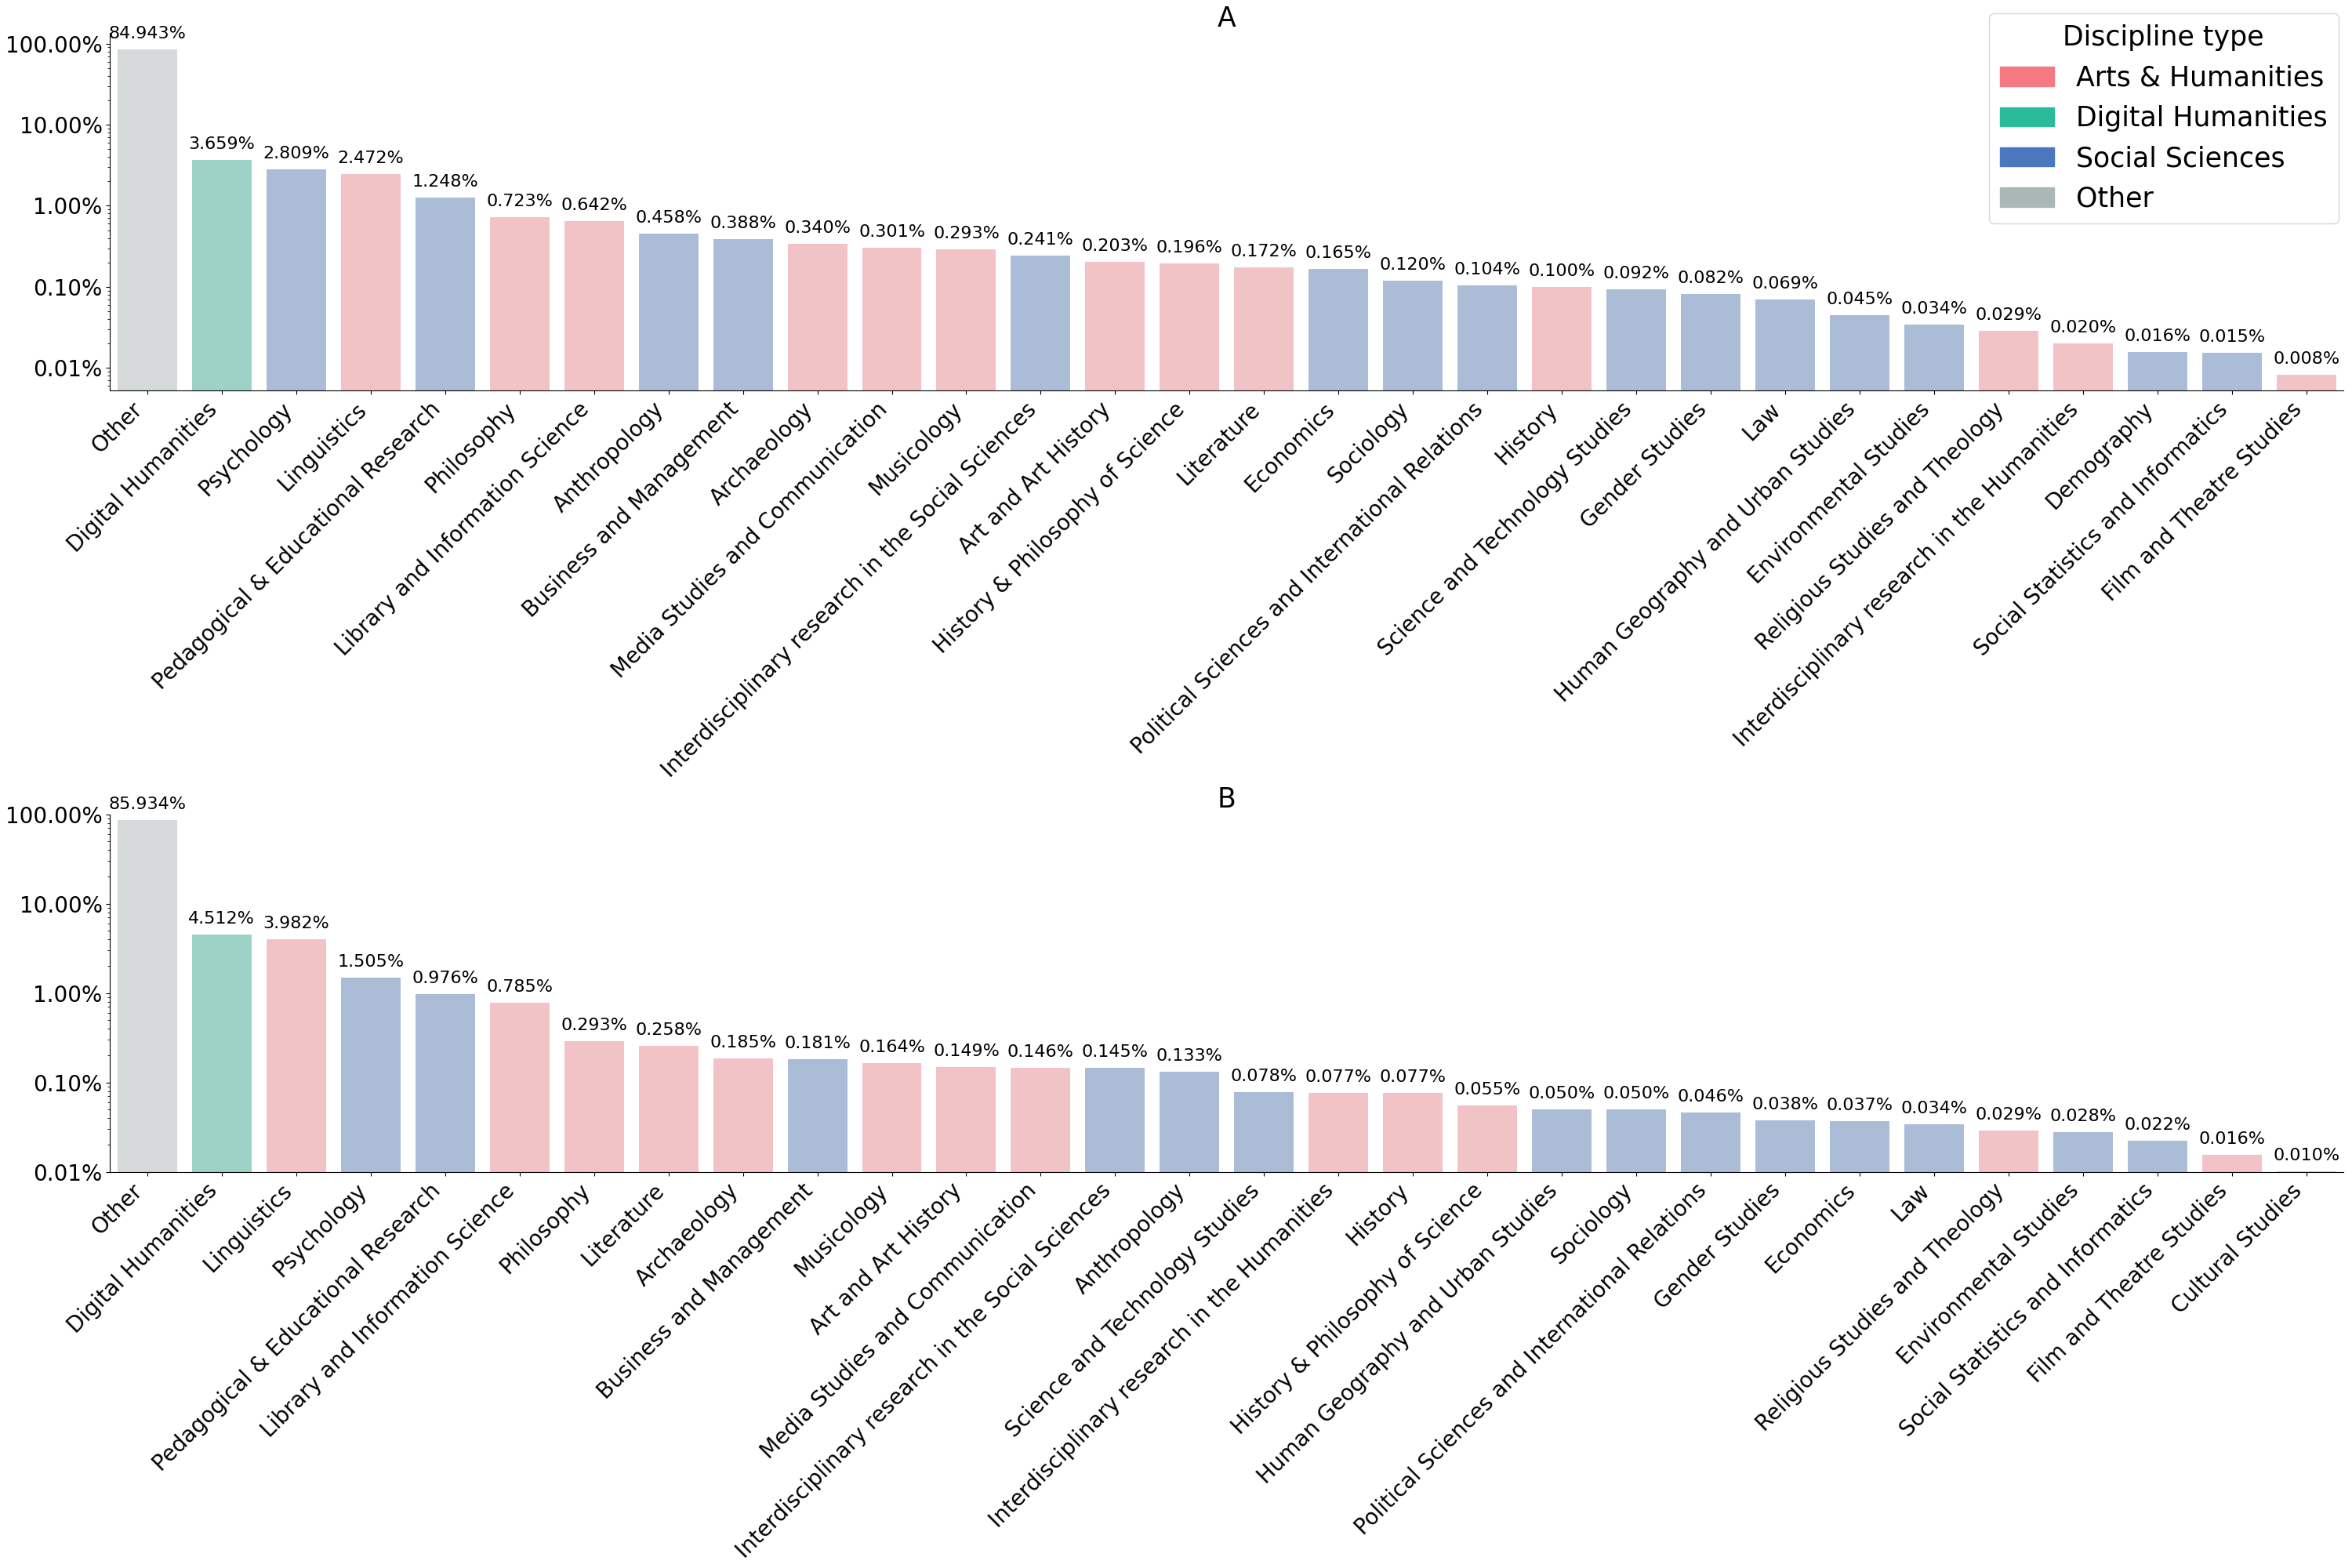 A
Discipline type
Arts & Humanities
Digital Humanities
Social Sciences
Other
100.00%
10.00%
1.00%
0.10%
0.01%
84.943%
3.659%
2.809%
2.472%
1.248%
0.723%
0.642%
0.458%
0.388%
0.340%
0.301%
0.293%
0.241%
0.203%
0.196%
0.172%
0.165%
0.120%
0.104%
0.100%
0.092%
0.082%
0.069%
0.045%
0.034%
0.029%
0.020%
0.016%
0.015%
0.008%
Other
Digital Humanities
Psychology
Linguistics
Pedagogical & Educational Research
Philosophy
Library and Information Science
Anthropology
Business and Management
Archaeology
Media Studies and Communication
Musicology
Interdisciplinary research in the Social Sciences
Art and Art History
History & Philosophy of Science
Literature
Economics
Sociology
Political Sciences and International Relations
History
Science and Technology Studies
Gender Studies
Law
Human Geography and Urban Studies
Environmental Studies
Religious Studies and Theology
Interdisciplinary research in the Humanities
Demography
Social Statistics and Informatics
Film and Theatre Studies
B
100.00%
10.00%
1.00%
0.10%
0.01%
85.934%
4.512%
3.982%
1.505%
0.976%
0.785%
0.293%
0.258%
0.185%
0.181%
0.164%
0.149%
0.146%
0.145%
0.133%
0.078%
0.077%
0.077%
0.055%
0.050%
0.050%
0.046%
0.038%
0.037%
0.034%
0.029%
0.028%
0.022%
0.016%
0.010%
Other
Digital Humanities
Linguistics
Psychology
Pedagogical & Educational Research
Library and Information Science
Philosophy
Literature
Archaeology
Business and Management
Musicology
Art and Art History
Media Studies and Communication
Interdisciplinary research in the Social Sciences
Anthropology
Science and Technology Studies
Interdisciplinary research in the Humanities
History
History & Philosophy of Science
Human Geography and Urban Studies
Sociology
Political Sciences and International Relations
Gender Studies
Economics
Law
Religious Studies and Theology
Environmental Studies
Social Statistics and Informatics
Film and Theatre Studies
Cultural Studies